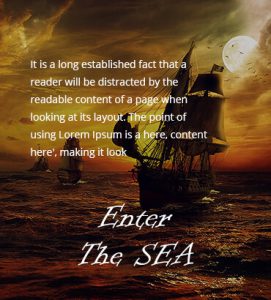 It is a long established fact that a
reader will be distracted by the
readable content of a page when
looking at its layout. The point of
using Lorem Ipsum is a here, content
here', making it look
Enter
The SEA